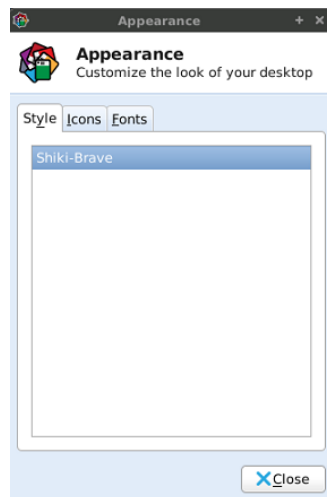 Appearance
Appearance
Customize the look of your desktop
Style Icons Fonts
Shiki-Brave
Close